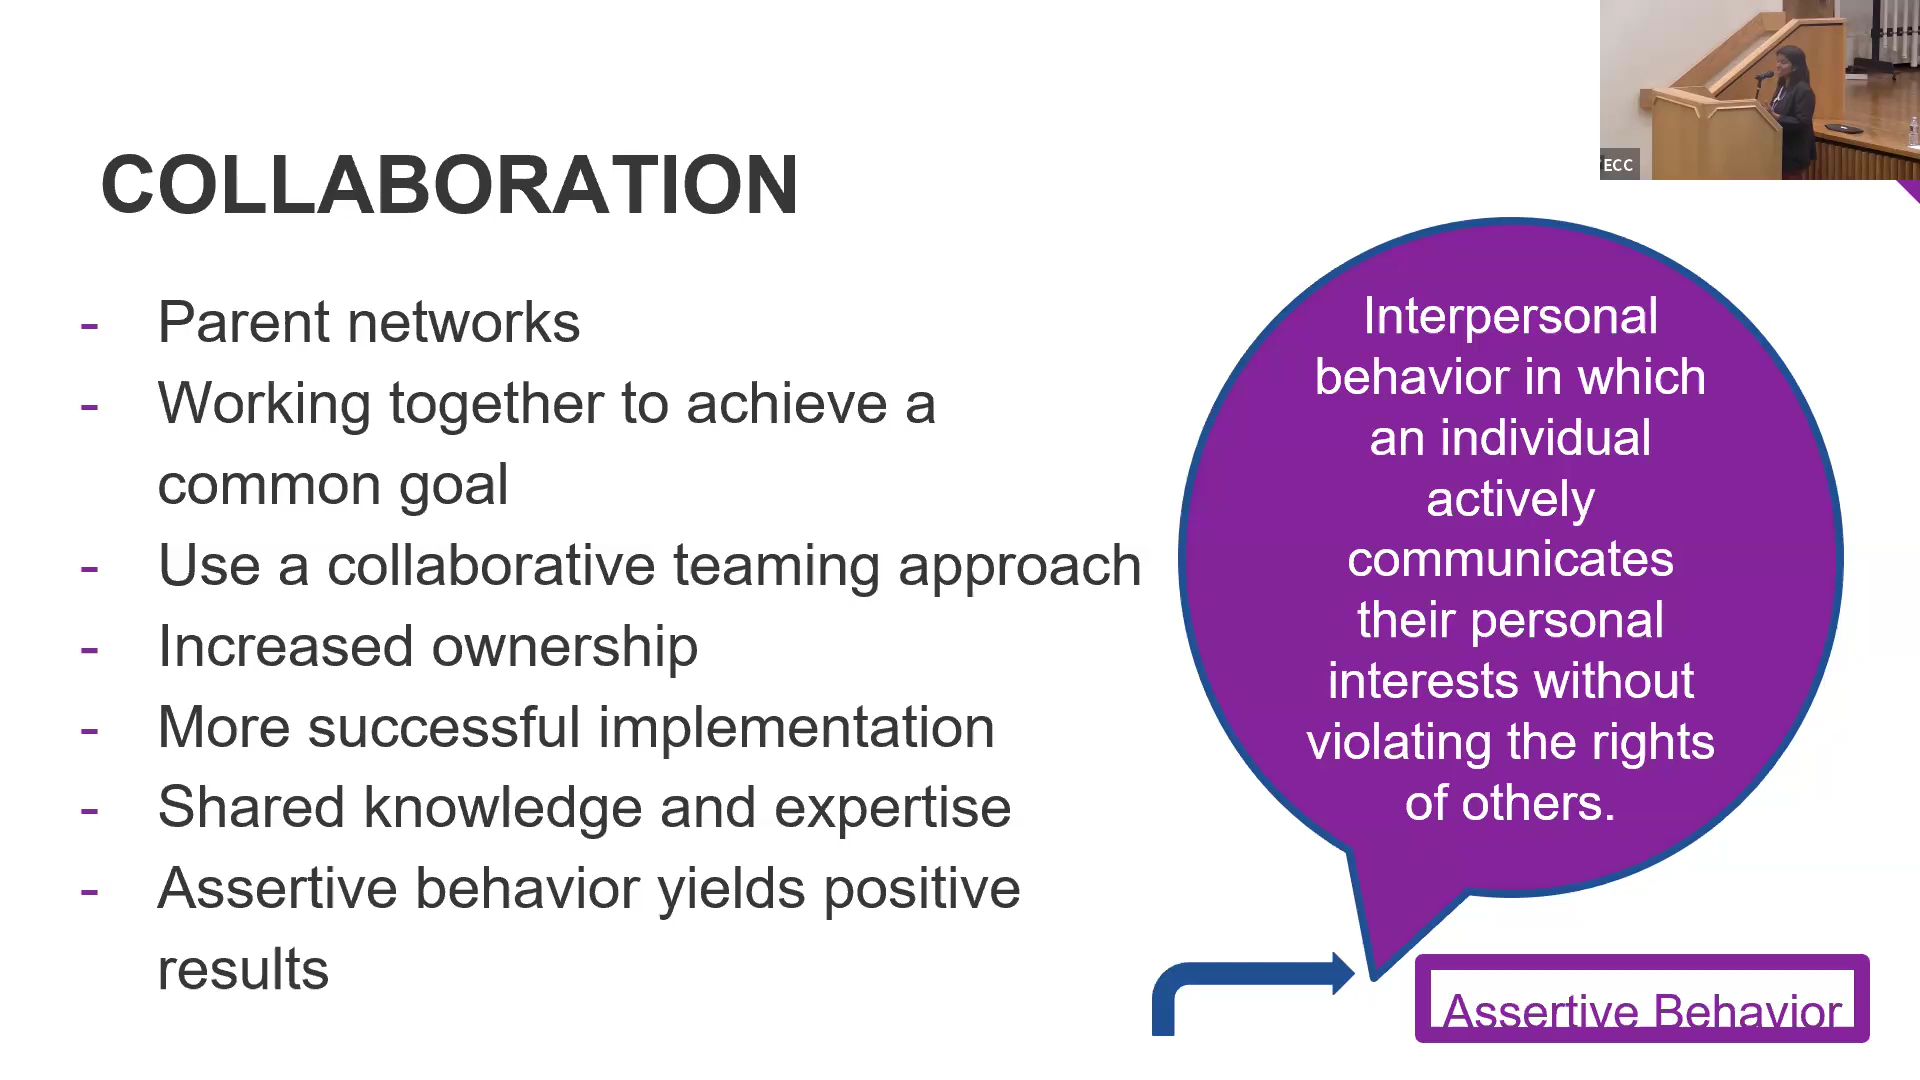 ECC
COLLABORATION
- Parent networks
- Working together to achieve a
common goal
- Use a collaborative teaming approach
- Increased ownership
- More successful implementation
- Shared knowledge and expertise
- Assertive behavior yields positive
results
Interpersonal
behavior in which
an individual
actively
communicates
their personal
interests without
violating the rights
of others.
Assertive Behavior